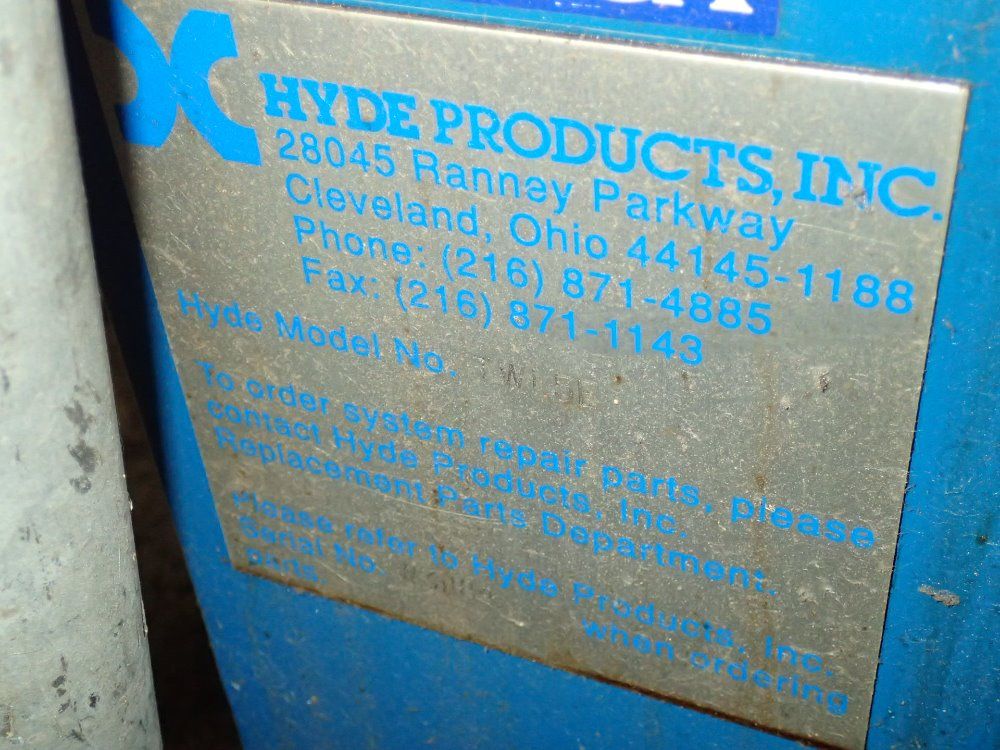 HYDE PRODUCTS, INC.
28045 Ranney Parkway
Cleveland, Ohio 44145-1188
Phone: (216) 871-4885
Fax: (216) 871-1143
Hyde Model No.
To order system repair parts, please
contact Hyde Products, Inc.
Replacement Parts Department.
Please refer to Hyde Products, Inc.
Serial No. when ordering
parts.